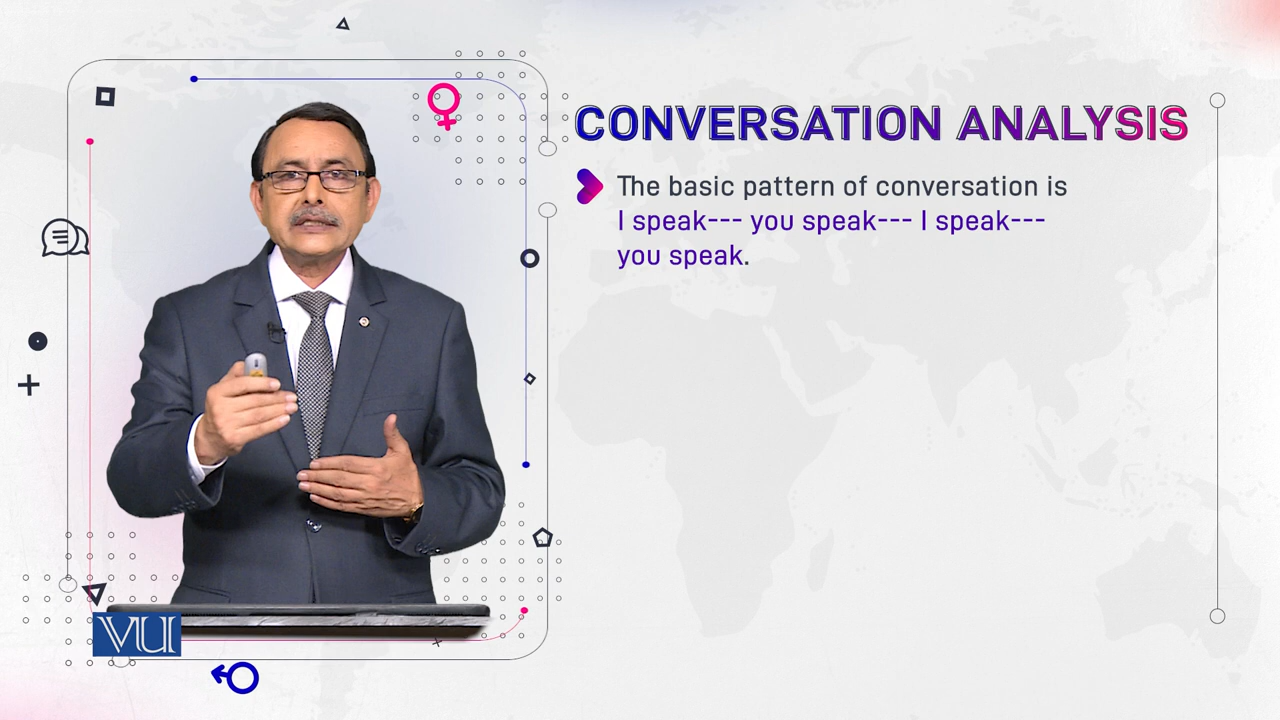 CONVERSATION ANALYSIS
The basic pattern of conversation is
I speak--- you speak--- I speak---
you speak.
VU